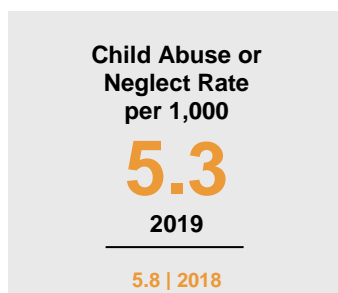 Child Abuse or
Neglect Rate
per 1,000
5.3
2019
5.8 | 2018